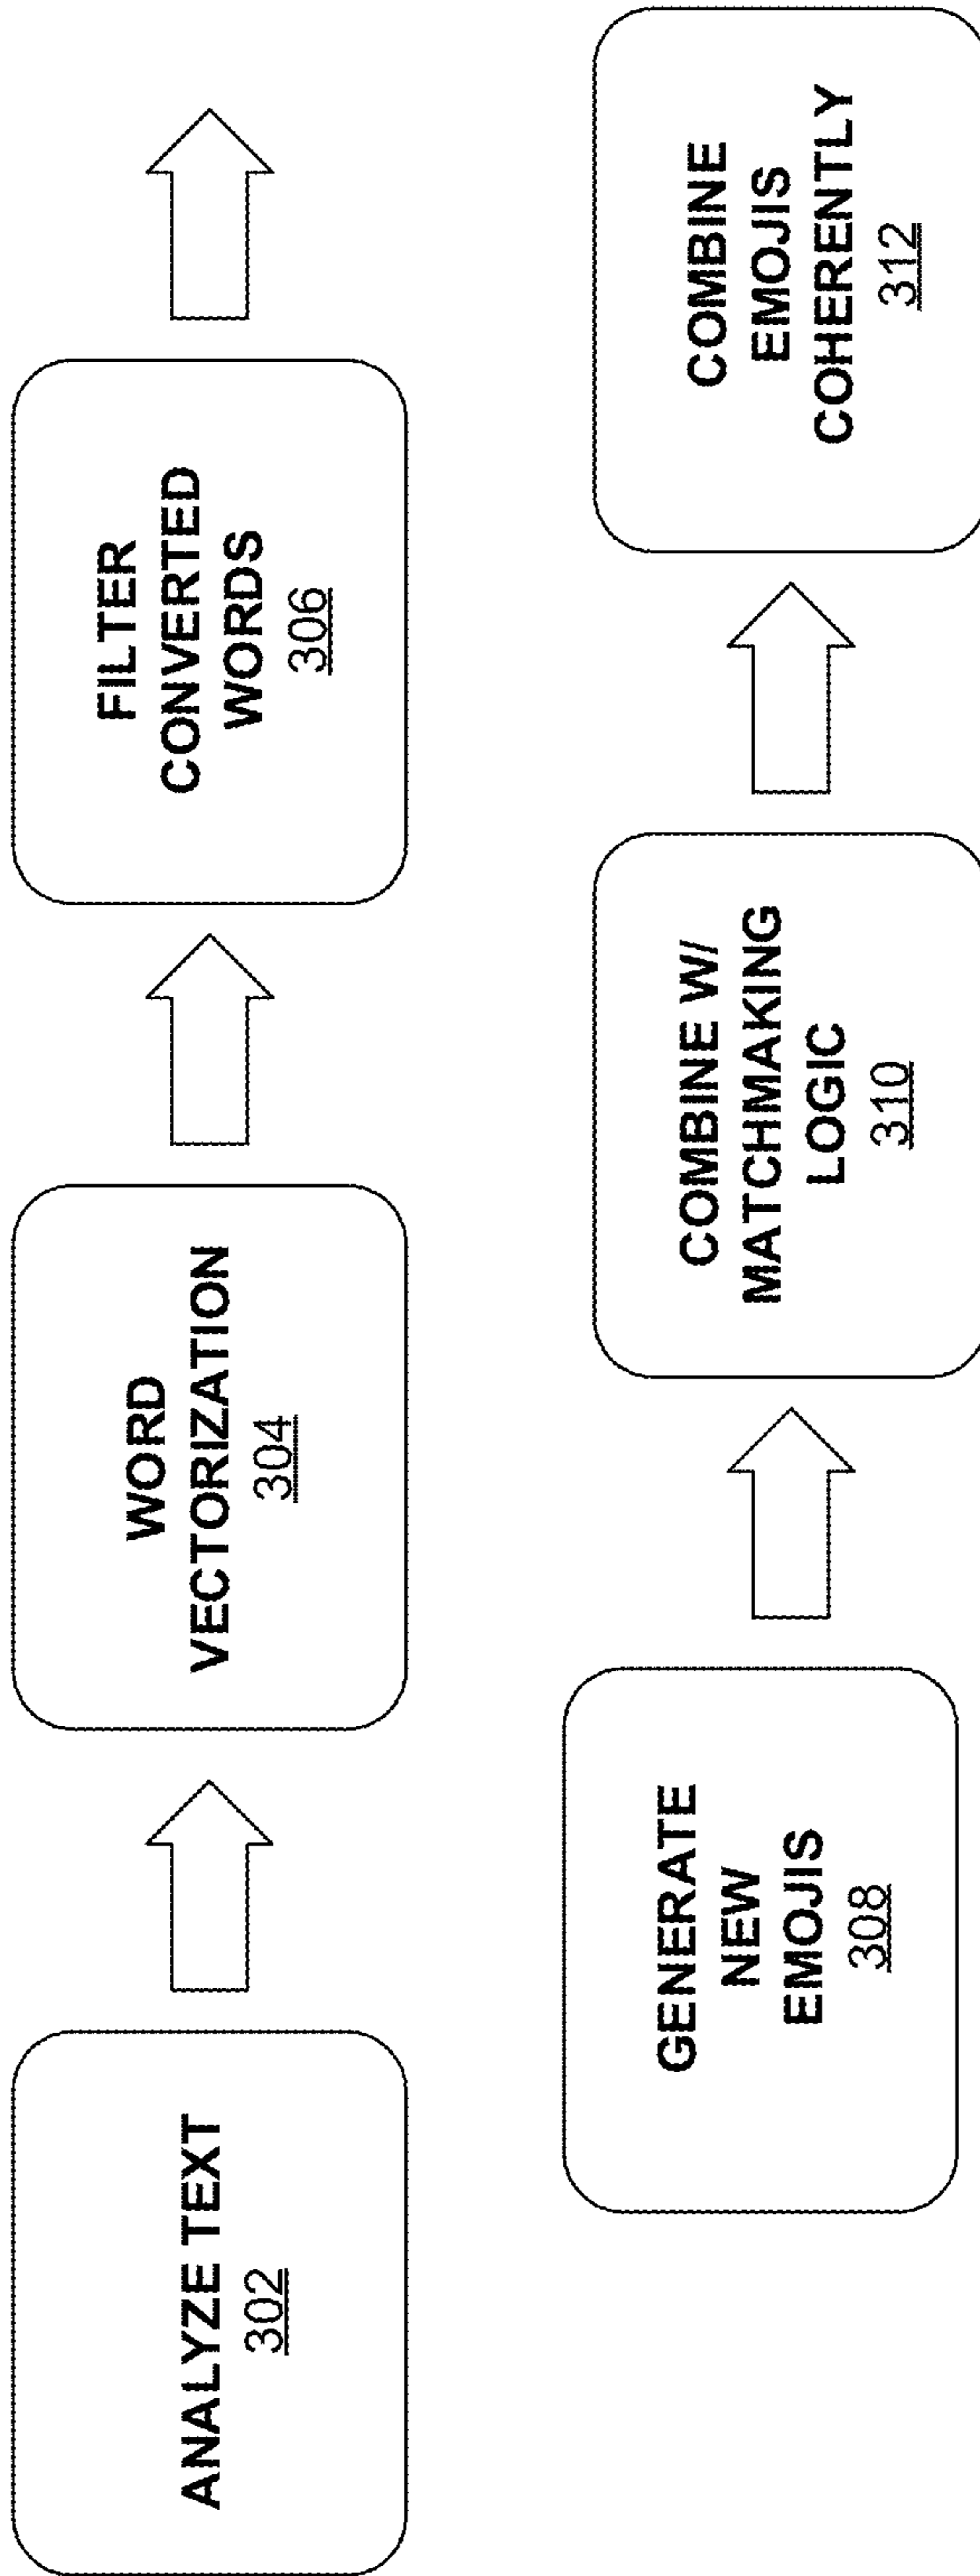 ANALYZE TEXT
302
WORD
VECTORIZATION
304
FILTER
CONVERTED
WORDS
306
GENERATE
NEW
EMOJIS
308
COMBINE W/
MATCHMAKING
LOGIC
310
COMBINE
EMOJIS
COHERENTLY
312